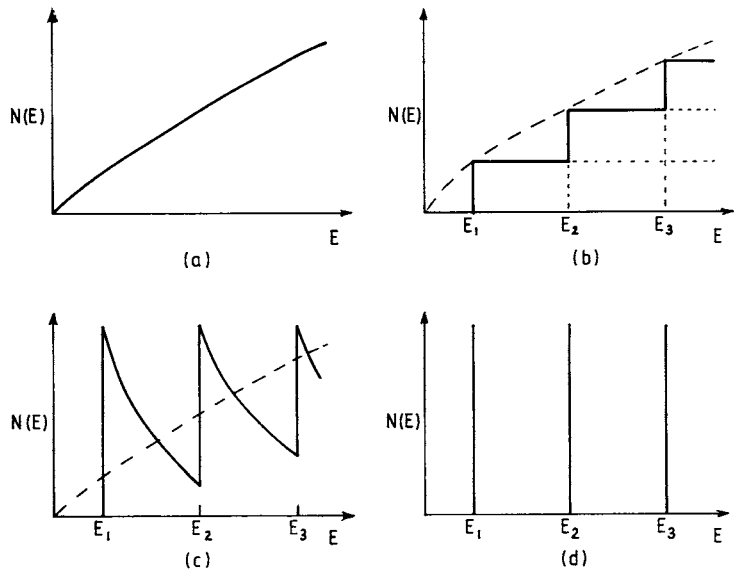 N(E)
E
(a)
N(E)
E₁ E₂ E₃ E
(b)
N(E)
E₁ E₂ E₃ E
(c)
N(E)
E₁ E₂ E₃ E
(d)